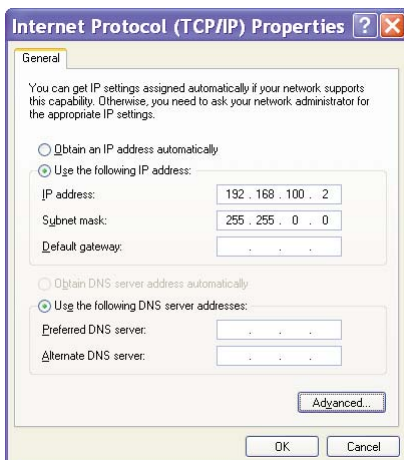 Internet Protocol (TCP/IP) Properties
General
You can get IP settings assigned automatically if your network supports
this capability. Otherwise, you need to ask your network administrator for
the appropriate IP settings.
Obtain an IP address automatically
Use the following IP address:
IP address: 192 . 168 . 100 . 2
Subnet mask: 255 . 255 . 0 . 0
Default gateway: . . .
Obtain DNS server address automatically
Use the following DNS server addresses:
Preferred DNS server: . . .
Alternate DNS server: . . .
Advanced...
OK Cancel